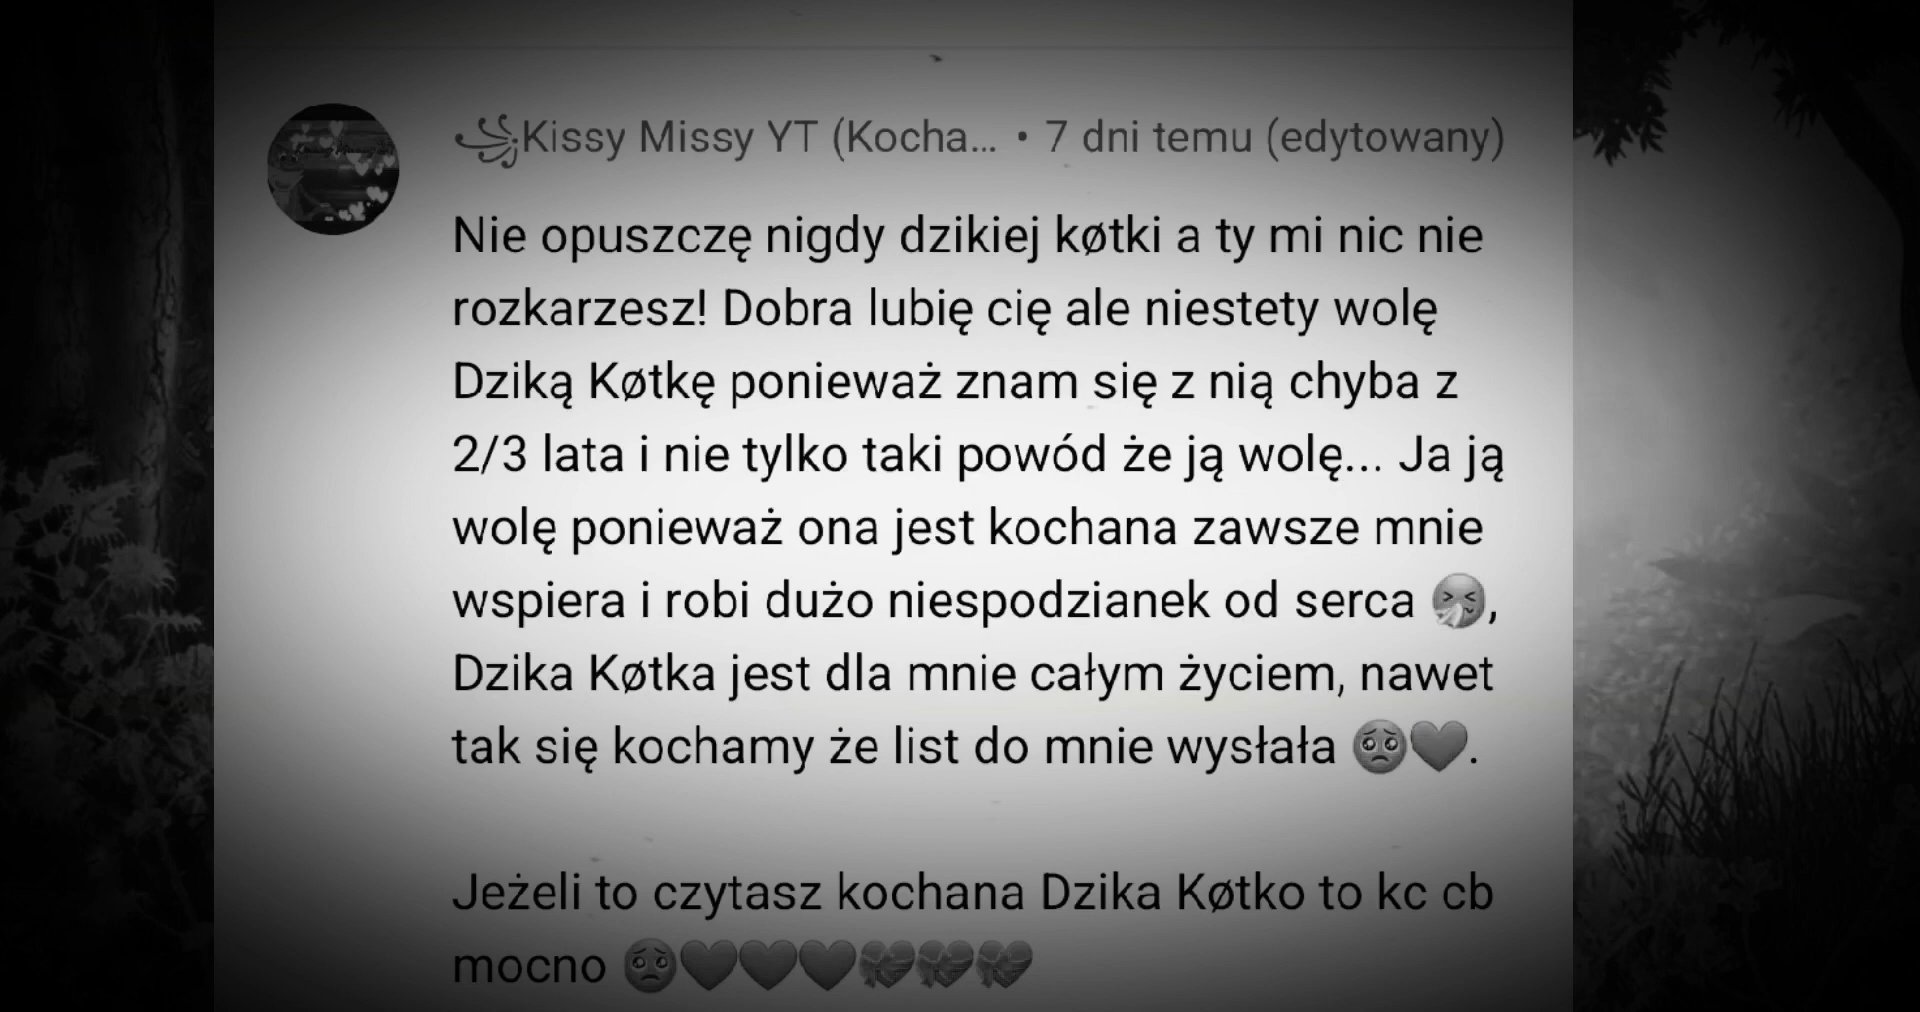 ꧁Kissy Missy YT (Kocha... • 7 dni temu (edytowany)
Nie opuszczę nigdy dzikiej køtki a ty mi nic nie
rozkarzesz! Dobra lubię cię ale niestety wolę
Dziką Køtkę ponieważ znam się z nią chyba z
2/3 lata i nie tylko taki powód że ją wolę... Ja ją
wolę ponieważ ona jest kochana zawsze mnie
wspiera i robi dużo niespodzianek od serca 🤧,
Dzika Køtka jest dla mnie całym życiem, nawet
tak się kochamy że list do mnie wysłała 🥺❤.
Jeżeli to czytasz kochana Dzika Køtko to kc cb
mocno 🥺❤❤❤💝💝💝